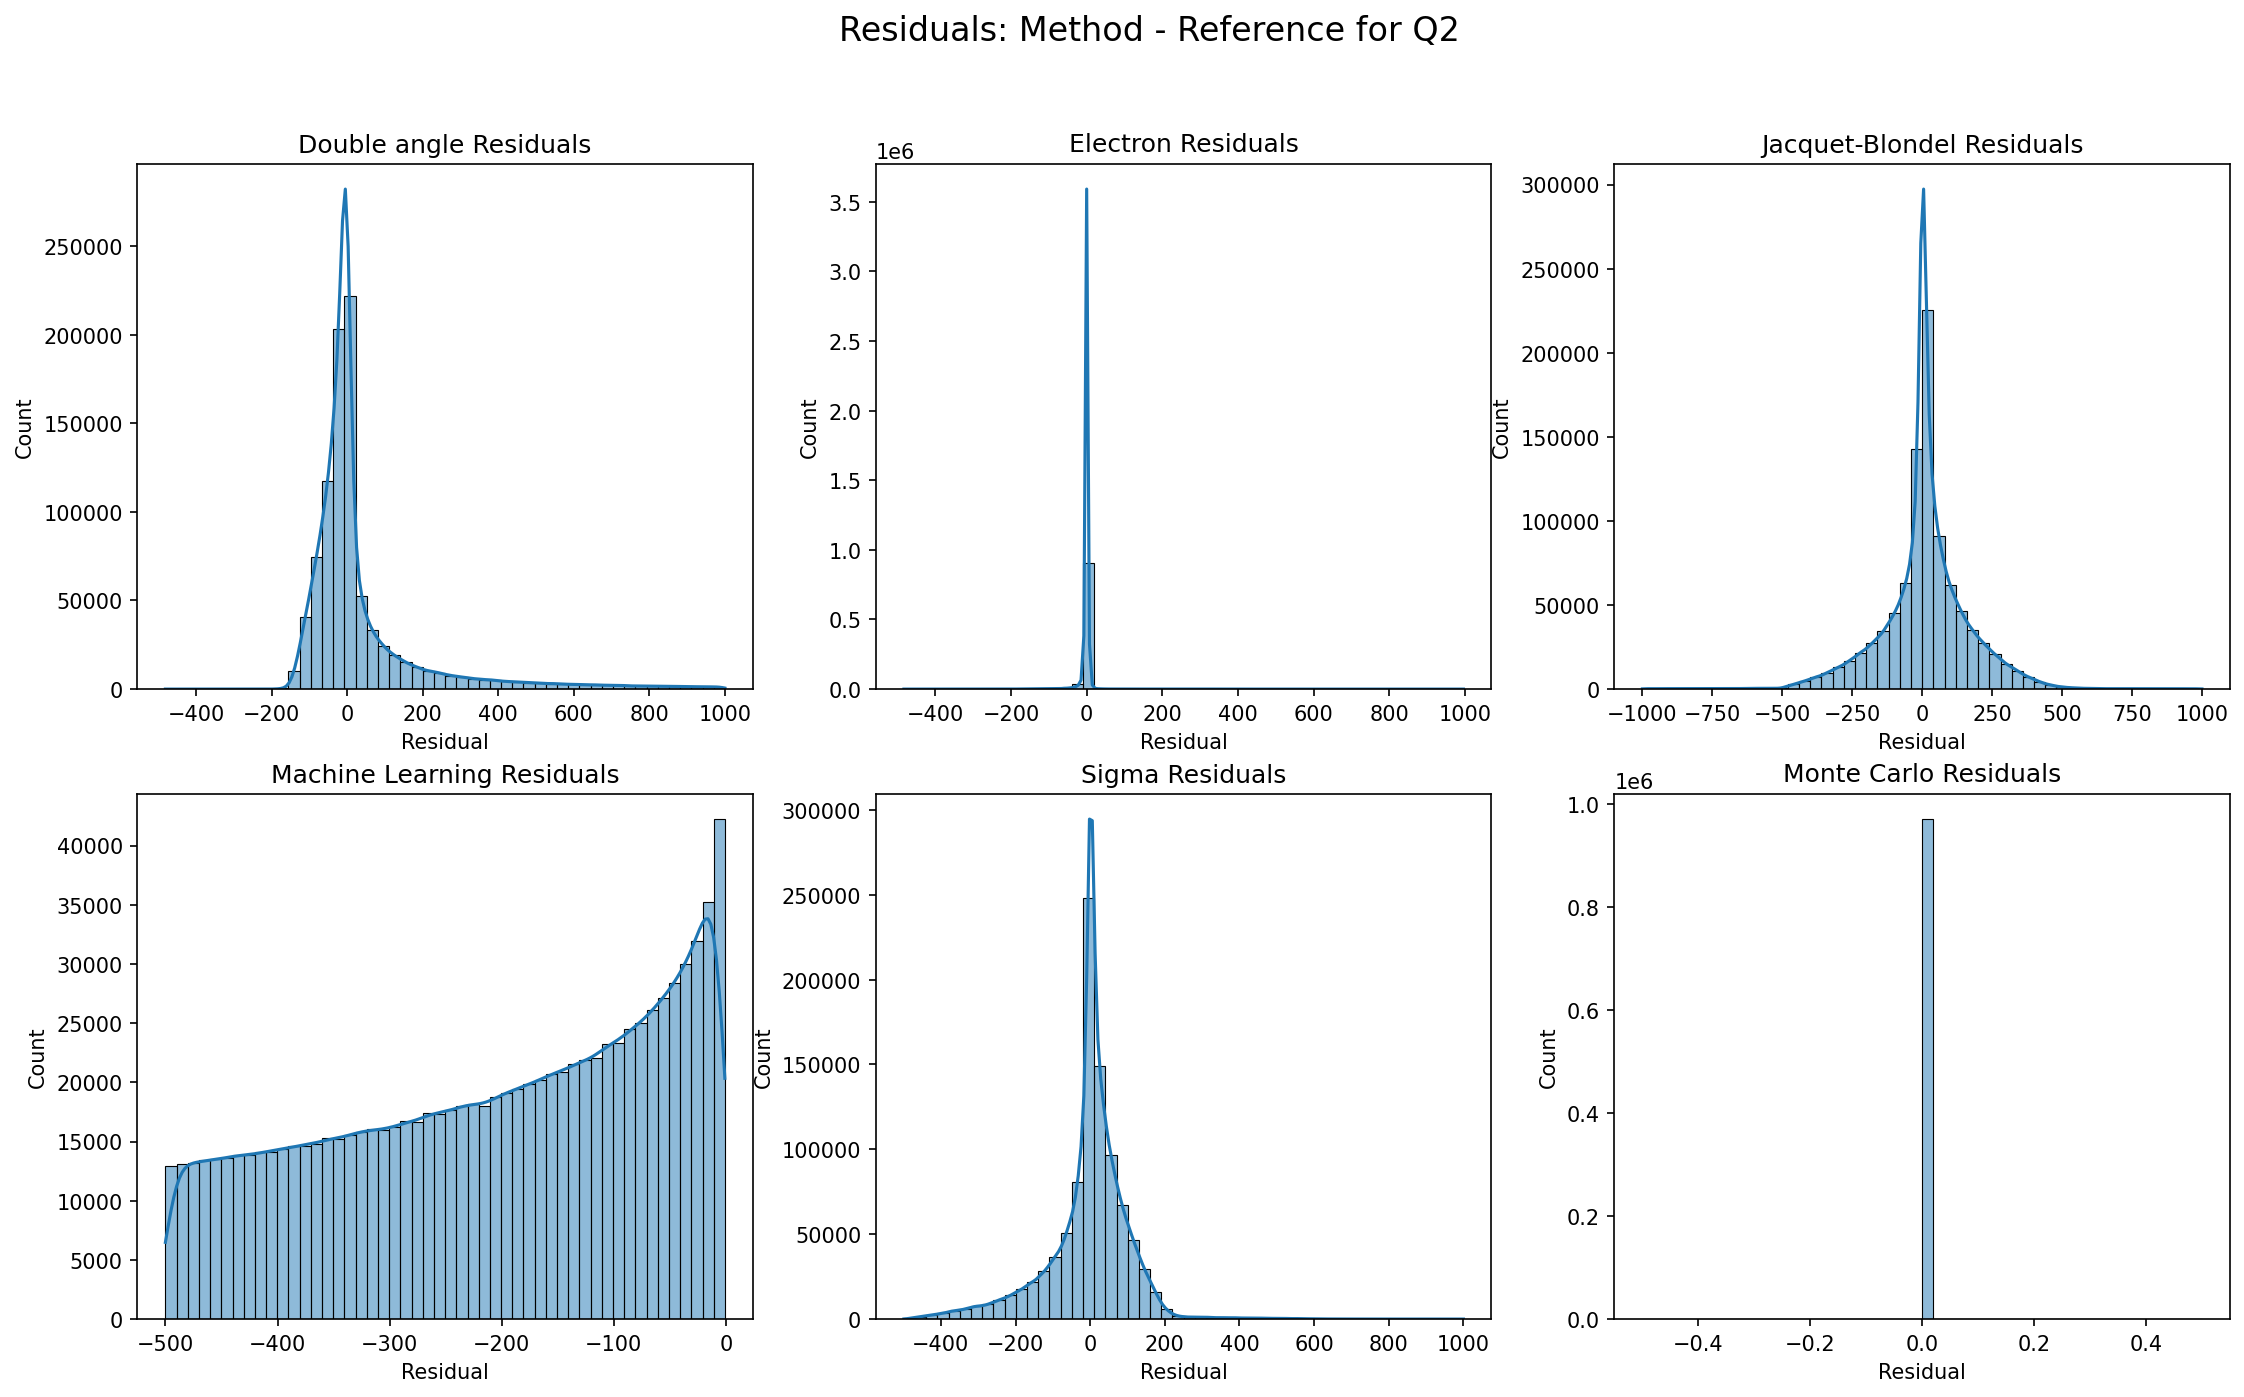 Residuals: Method - Reference for Q2
Double angle Residuals
Count
250000
200000
150000
100000
50000
0
−400 −200 0 200 400 600 800 1000
Residual
Electron Residuals
1e6
Count
3.5
3.0
2.5
2.0
1.5
1.0
0.5
0.0
−400 −200 0 200 400 600 800 1000
Residual
Jacquet-Blondel Residuals
Count
300000
250000
200000
150000
100000
50000
0
−1000 −750 −500 −250 0 250 500 750 1000
Residual
Machine Learning Residuals
Count
40000
35000
30000
25000
20000
15000
10000
5000
0
−500 −400 −300 −200 −100 0
Residual
Sigma Residuals
Count
300000
250000
200000
150000
100000
50000
0
−400 −200 0 200 400 600 800 1000
Residual
Monte Carlo Residuals
1e6
Count
1.0
0.8
0.6
0.4
0.2
0.0
−0.4 −0.2 0.0 0.2 0.4
Residual